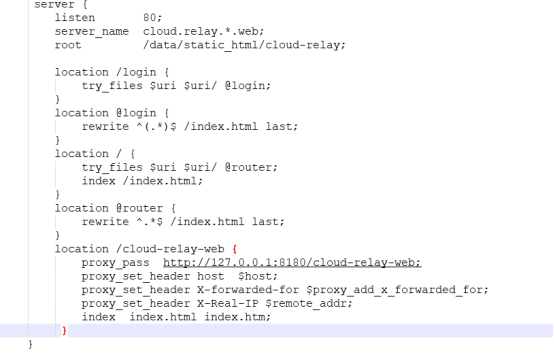 server {
listen 80;
server_name cloud.relay.*.web;
root /data/static_html/cloud-relay;
location /login {
try_files $uri $uri/ @login;
}
location @login {
rewrite ^(.*)$ /index.html last;
}
location / {
try_files $uri $uri/ @router;
index /index.html;
}
location @router {
rewrite ^.*$ /index.html last;
}
location /cloud-relay-web {
proxy_pass http://127.0.0.1:8180/cloud-relay-web;
proxy_set_header host $host;
proxy_set_header X-forwarded-for $proxy_add_x_forwarded_for;
proxy_set_header X-Real-IP $remote_addr;
index index.html index.htm;
}
}